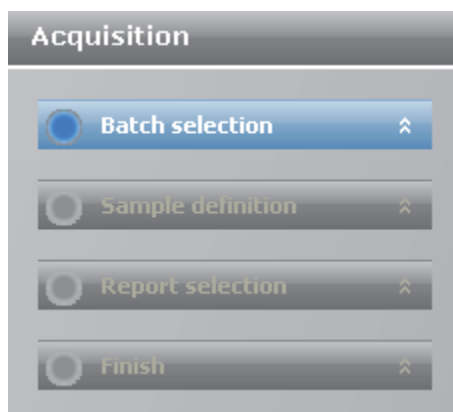 Acquisition
Batch selection
Sample definition
Report selection
Finish